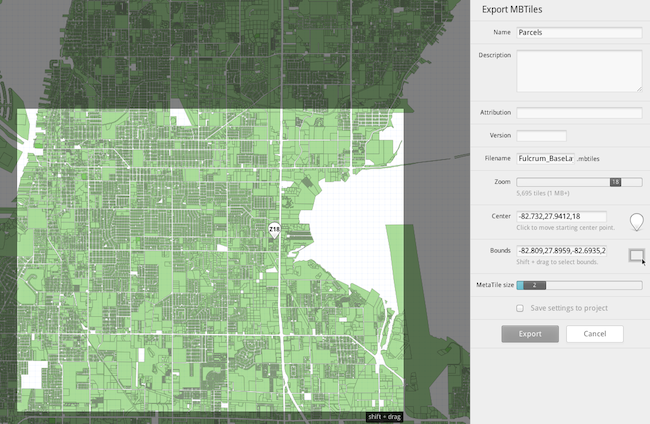 Export MBTiles
Name Parcels
Description
Attribution
Version
Filename Fulcrum_BaseLa .mbtiles
Zoom 18
5,695 tiles (1 MB+)
Center -82.732,27.9412,18
Click to move starting center point.
Bounds -82.809,27.8959,-82.6935,2
Shift + drag to select bounds.
MetaTile size 2
Save settings to project
Export Cancel
Z18
shift + drag